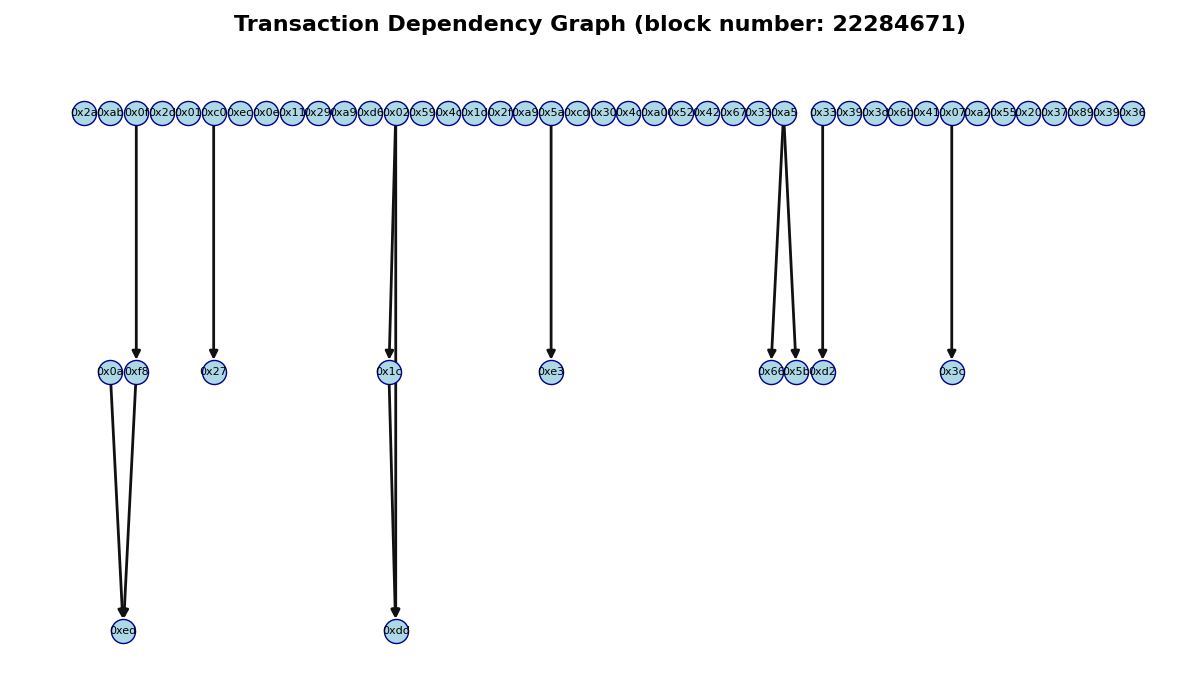 Transaction Dependency Graph (block number: 22284671)
0x2a 0xab 0x0f 0x2d 0x01 0xc0 0xec 0x0e 0x11 0x29 0xa9 0xd6 0x02 0x59 0x4c 0x1d 0x2f 0xa9 0x5a 0xcd 0x30 0x4c 0xa0 0x52 0x42 0x67 0x33 0xa5 0x33 0x39 0x3d 0x6b 0x41 0x07 0xa2 0x55 0x20 0x37 0x89 0x39 0x36
0x0a 0xf8 0x27 0x1c 0xe3 0x66 0x5b 0xd2 0x3c
0xed 0xdd